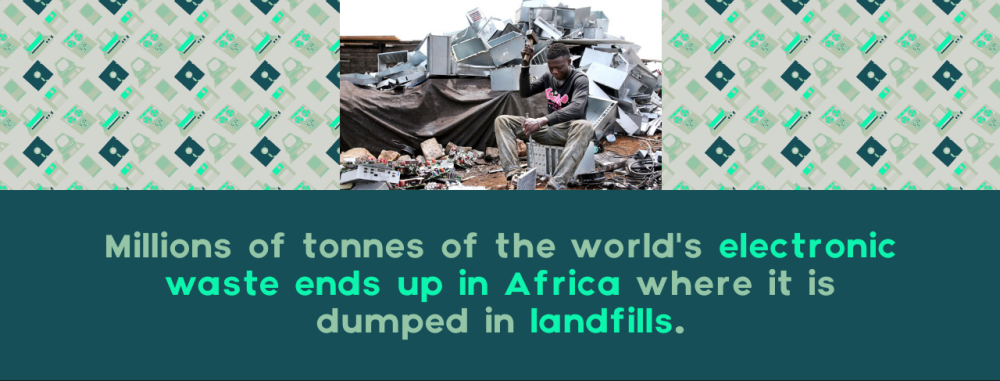 Millions of tonnes of the world's electronic
waste ends up in Africa where it is
dumped in landfills.